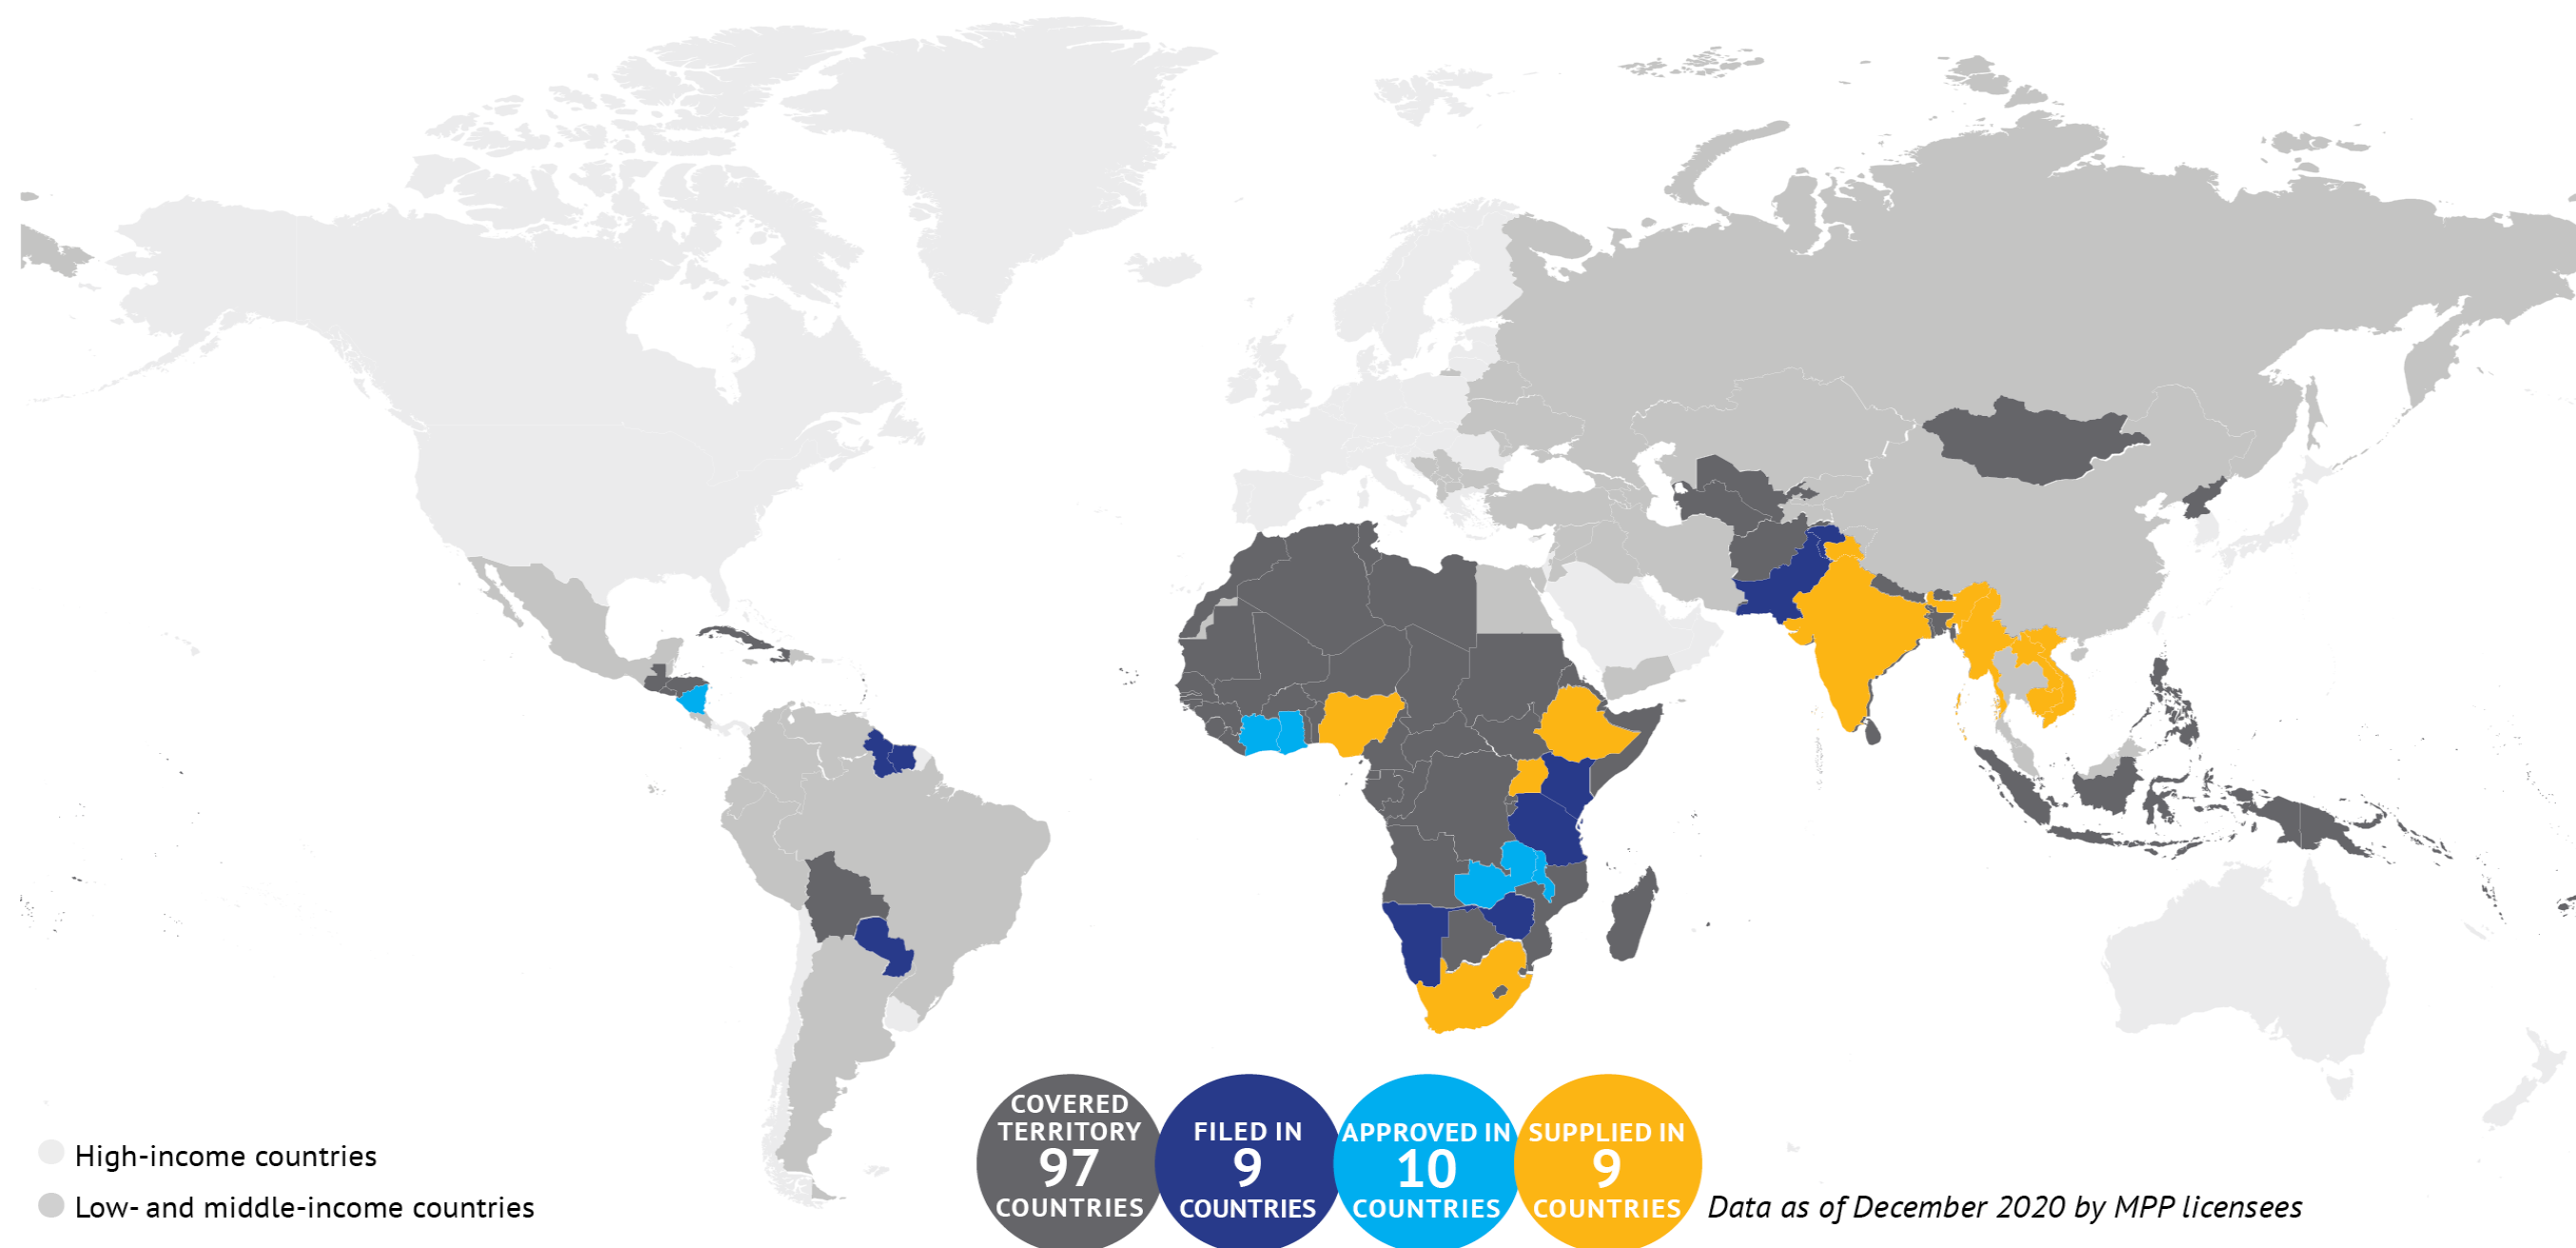 High-income countries
Low- and middle-income countries
COVERED
TERRITORY
97
COUNTRIES
FILED IN
9
COUNTRIES
APPROVED IN
10
COUNTRIES
SUPPLIED IN
9
COUNTRIES
Data as of December 2020 by MPP licensees